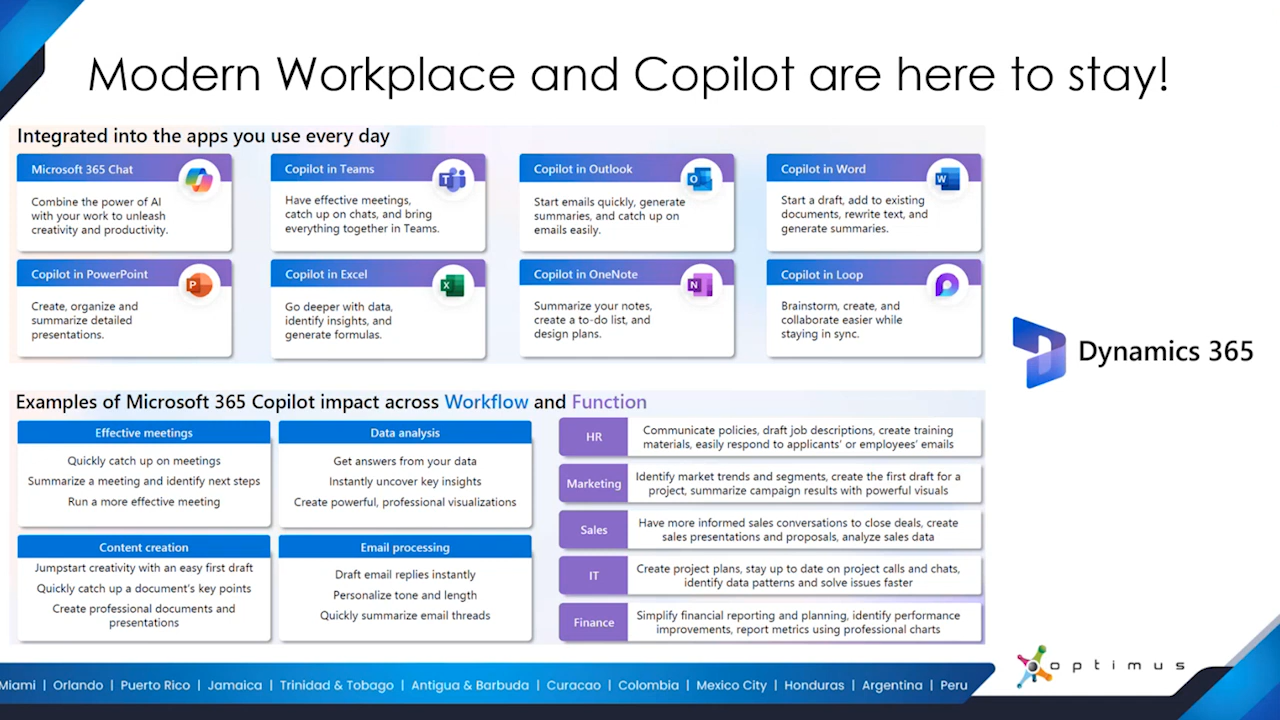 Modern Workplace and Copilot are here to stay!
Integrated into the apps you use every day
Microsoft 365 Chat
Combine the power of AI
with your work to unleash
creativity and productivity.
Copilot in Teams
Have effective meetings,
catch up on chats, and bring
everything together in Teams.
Copilot in Outlook
Start emails quickly, generate
summaries, and catch up on
emails easily.
Copilot in Word
Start a draft, add to existing
documents, rewrite text, and
generate summaries.
Copilot in PowerPoint
Create, organize and
summarize detailed
presentations.
Copilot in Excel
Go deeper with data,
identify insights, and
generate formulas.
Copilot in OneNote
Summarize your notes,
create a to-do list, and
design plans.
Copilot in Loop
Brainstorm, create, and
collaborate easier while
staying in sync.
Dynamics 365
Examples of Microsoft 365 Copilot impact across Workflow and Function
Effective meetings
Quickly catch up on meetings
Summarize a meeting and identify next steps
Run a more effective meeting
Data analysis
Get answers from your data
Instantly uncover key insights
Create powerful, professional visualizations
Content creation
Jumpstart creativity with an easy first draft
Quickly catch up a document's key points
Create professional documents and
presentations
Email processing
Draft email replies instantly
Personalize tone and length
Quickly summarize email threads
HR
Communicate policies, draft job descriptions, create training
materials, easily respond to applicants' or employees' emails
Marketing
Identify market trends and segments, create the first draft for a
project, summarize campaign results with powerful visuals
Sales
Have more informed sales conversations to close deals, create
sales presentations and proposals, analyze sales data
IT
Create project plans, stay up to date on project calls and chats,
identify data patterns and solve issues faster
Finance
Simplify financial reporting and planning, identify performance
improvements, report metrics using professional charts
optimus
Miami | Orlando | Puerto Rico | Jamaica | Trinidad & Tobago | Antigua & Barbuda | Curacao | Colombia | Mexico City | Honduras | Argentina | Peru